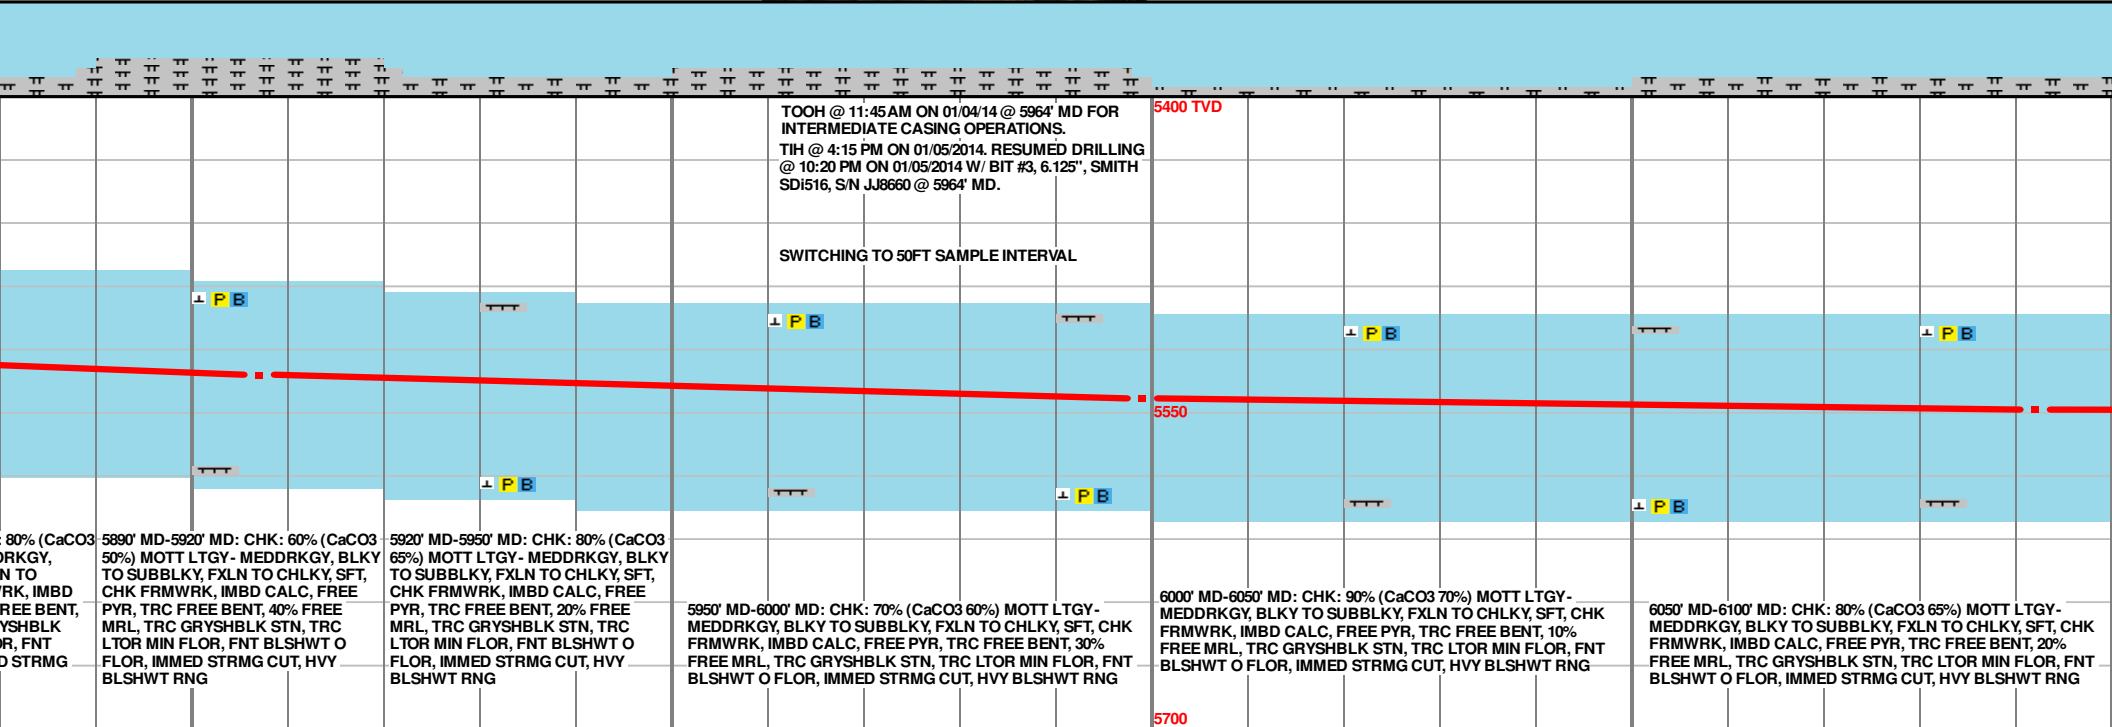 TOOH @ 11:45 AM ON 01/04/14 @ 5964' MD FOR
INTERMEDIATE CASING OPERATIONS.
TIH @ 4:15 PM ON 01/05/2014. RESUMED DRILLING
@ 10:20 PM ON 01/05/2014 W/ BIT #3, 6.125", SMITH
SDi516, S/N JJ8660 @ 5964' MD.
SWITCHING TO 50FT SAMPLE INTERVAL
5400 TVD
P B
P B
P B
P B
P B
P B
P B
5550
: 80% (CaCO3
DRKGY,
N TO
RK, IMBD
REE BENT,
YSHBLK
R, FNT
D STRMG
5890' MD-5920' MD: CHK: 60% (CaCO3
50%) MOTT LTGY- MEDDRKGY, BLKY
TO SUBBLKY, FXLN TO CHLKY, SFT,
CHK FRMWRK, IMBD CALC, FREE
PYR, TRC FREE BENT, 40% FREE
MRL, TRC GRYSHBLK STN, TRC
LTOR MIN FLOR, FNT BLSHWT O
FLOR, IMMED STRMG CUT, HVY
BLSHWT RNG
5920' MD-5950' MD: CHK: 80% (CaCO3
65%) MOTT LTGY- MEDDRKGY, BLKY
TO SUBBLKY, FXLN TO CHLKY, SFT,
CHK FRMWRK, IMBD CALC, FREE
PYR, TRC FREE BENT, 20% FREE
MRL, TRC GRYSHBLK STN, TRC
LTOR MIN FLOR, FNT BLSHWT O
FLOR, IMMED STRMG CUT, HVY
BLSHWT RNG
5950' MD-6000' MD: CHK: 70% (CaCO3 60%) MOTT LTGY-
MEDDRKGY, BLKY TO SUBBLKY, FXLN TO CHLKY, SFT, CHK
FRMWRK, IMBD CALC, FREE PYR, TRC FREE BENT, 30%
FREE MRL, TRC GRYSHBLK STN, TRC LTOR MIN FLOR, FNT
BLSHWT O FLOR, IMMED STRMG CUT, HVY BLSHWT RNG
6000' MD-6050' MD: CHK: 90% (CaCO3 70%) MOTT LTGY-
MEDDRKGY, BLKY TO SUBBLKY, FXLN TO CHLKY, SFT, CHK
FRMWRK, IMBD CALC, FREE PYR, TRC FREE BENT, 10%
FREE MRL, TRC GRYSHBLK STN, TRC LTOR MIN FLOR, FNT
BLSHWT O FLOR, IMMED STRMG CUT, HVY BLSHWT RNG
6050' MD-6100' MD: CHK: 80% (CaCO3 65%) MOTT LTGY-
MEDDRKGY, BLKY TO SUBBLKY, FXLN TO CHLKY, SFT, CHK
FRMWRK, IMBD CALC, FREE PYR, TRC FREE BENT, 20%
FREE MRL, TRC GRYSHBLK STN, TRC LTOR MIN FLOR, FNT
BLSHWT O FLOR, IMMED STRMG CUT, HVY BLSHWT RNG
5700